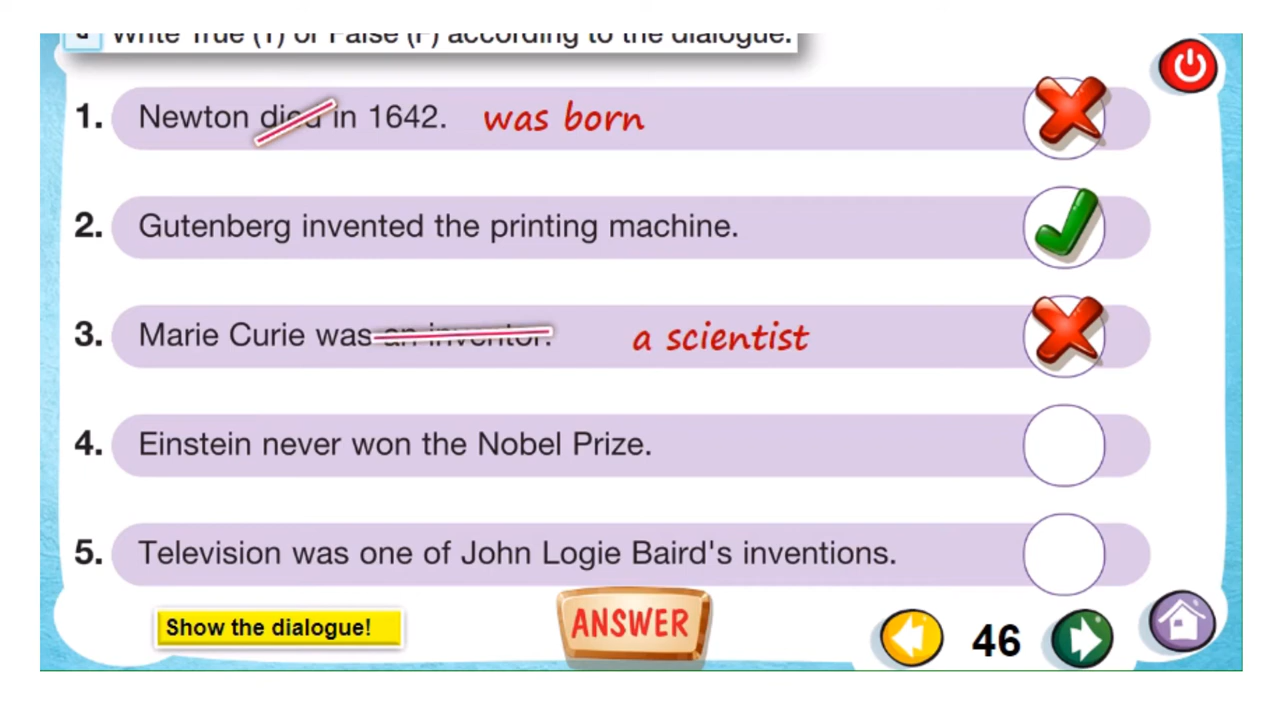 Write True (T) or False (F) according to the dialogue.
1. Newton died in 1642. was born
2. Gutenberg invented the printing machine.
3. Marie Curie was an inventor. a scientist
4. Einstein never won the Nobel Prize.
5. Television was one of John Logie Baird's inventions.
Show the dialogue!
ANSWER
46